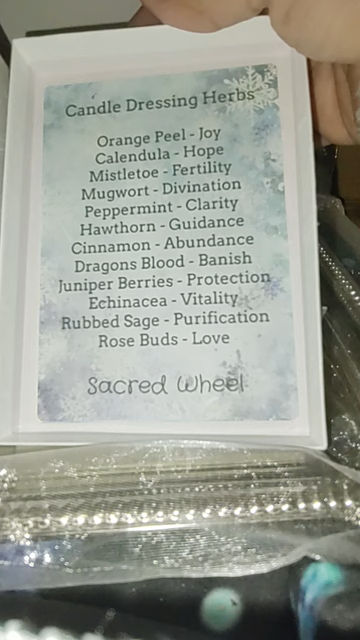 Candle Dressing Herbs
Orange Peel - Joy
Calendula - Hope
Mistletoe - Fertility
Mugwort - Divination
Peppermint - Clarity
Hawthorn - Guidance
Cinnamon - Abundance
Dragons Blood - Banish
Juniper Berries - Protection
Echinacea - Vitality
Rubbed Sage - Purification
Rose Buds - Love
Sacred Wheel